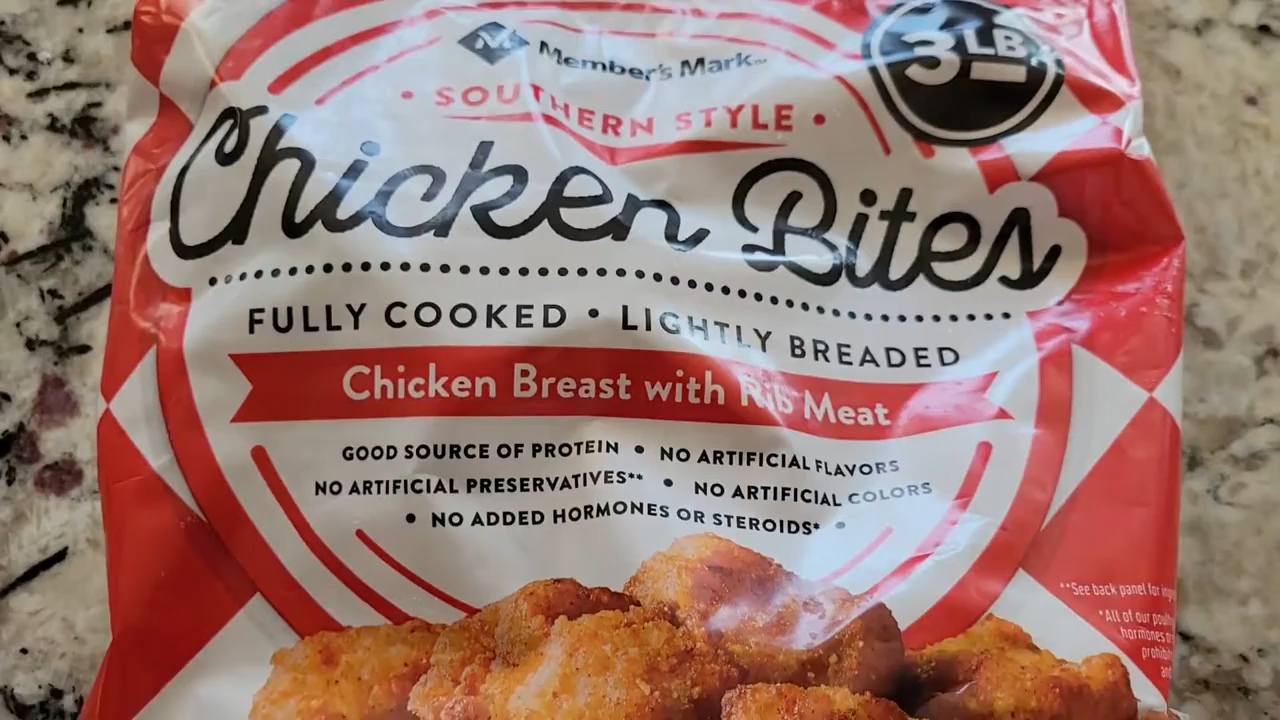 Member's Mark™
3 LB
• SOUTHERN STYLE •
Chicken Bites
FULLY COOKED • LIGHTLY BREADED
Chicken Breast with Rib Meat
GOOD SOURCE OF PROTEIN • NO ARTIFICIAL FLAVORS
NO ARTIFICIAL PRESERVATIVES** • NO ARTIFICIAL COLORS
• NO ADDED HORMONES OR STEROIDS* •
**See back panel for
*All of our
hormones